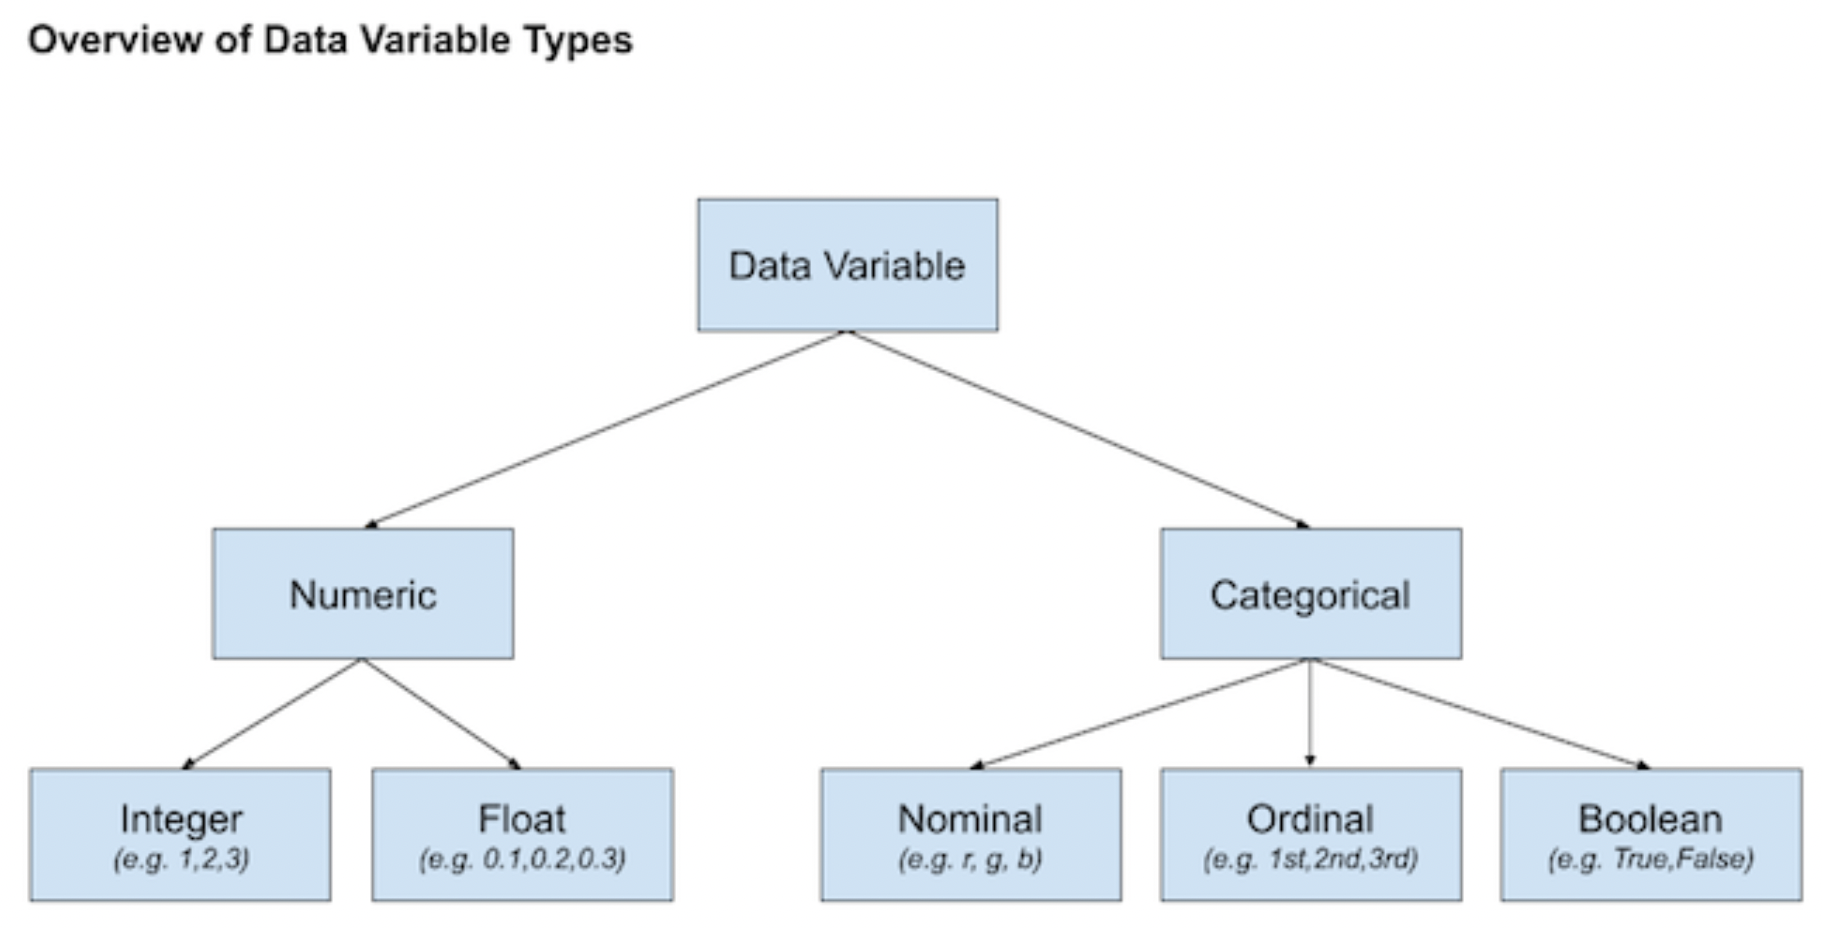 Overview of Data Variable Types
Data Variable
Numeric
Categorical
Integer
(e.g. 1,2,3)
Float
(e.g. 0.1,0.2,0.3)
Nominal
(e.g. r, g, b)
Ordinal
(e.g. 1st,2nd,3rd)
Boolean
(e.g. True,False)